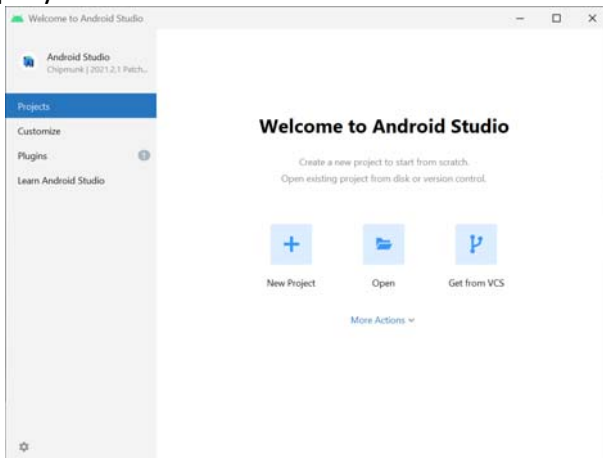 Welcome to Android Studio
Android Studio
Chipmunk | 2021.2.1 Patch...
Projects
Customize
Plugins 1
Learn Android Studio
Welcome to Android Studio
Create a new project to start from scratch.
Open existing project from disk or version control.
New Project Open Get from VCS
More Actions